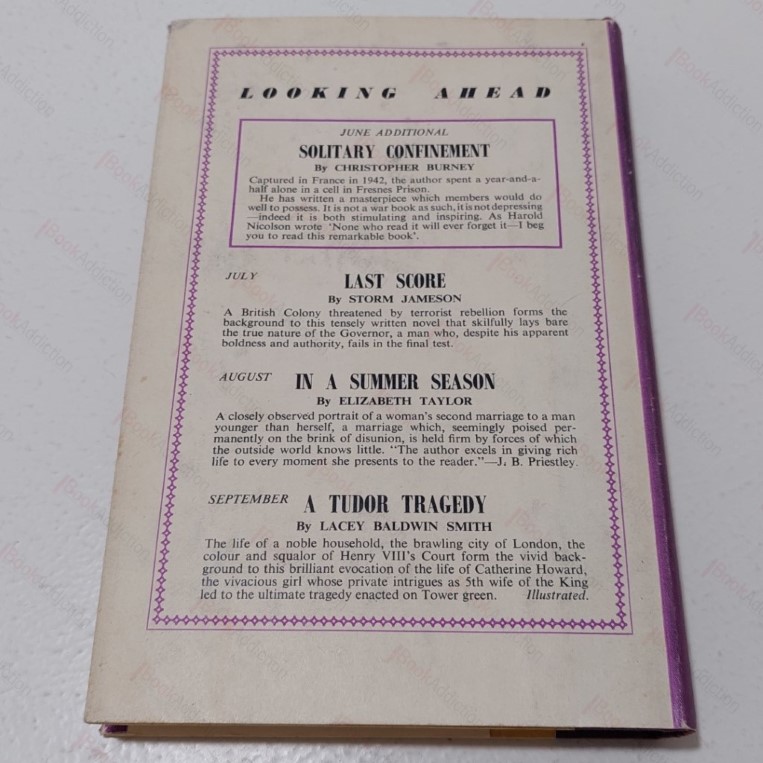 LOOKING AHEAD
JUNE ADDITIONAL
SOLITARY CONFINEMENT
By CHRISTOPHER BURNEY
Captured in France in 1942, the author spent a year-and-a-
half alone in a cell in Fresnes Prison.
He has written a masterpiece which members would do
well to possess. It is not a war book as such, it is not depressing
—indeed it is both stimulating and inspiring. As Harold
Nicolson wrote 'None who read it will ever forget it—I beg
you to read this remarkable book'.
JULY
LAST SCORE
By STORM JAMESON
A British Colony threatened by terrorist rebellion forms the
background to this tensely written novel that skilfully lays bare
the true nature of the Governor, a man who, despite his apparent
boldness and authority, fails in the final test.
AUGUST
IN A SUMMER SEASON
By ELIZABETH TAYLOR
A closely observed portrait of a woman's second marriage to a man
younger than herself, a marriage which, seemingly poised per-
manently on the brink of disunion, is held firm by forces of which
the outside world knows little. "The author excels in giving rich
life to every moment she presents to the reader."—J. B. Priestley.
SEPTEMBER
A TUDOR TRAGEDY
By LACEY BALDWIN SMITH
The life of a noble household, the brawling city of London, the
colour and squalor of Henry VIII's Court form the vivid back-
ground to this brilliant evocation of the life of Catherine Howard,
the vivacious girl whose private intrigues as 5th wife of the King
led to the ultimate tragedy enacted on Tower green. Illustrated.
iBookAddiction